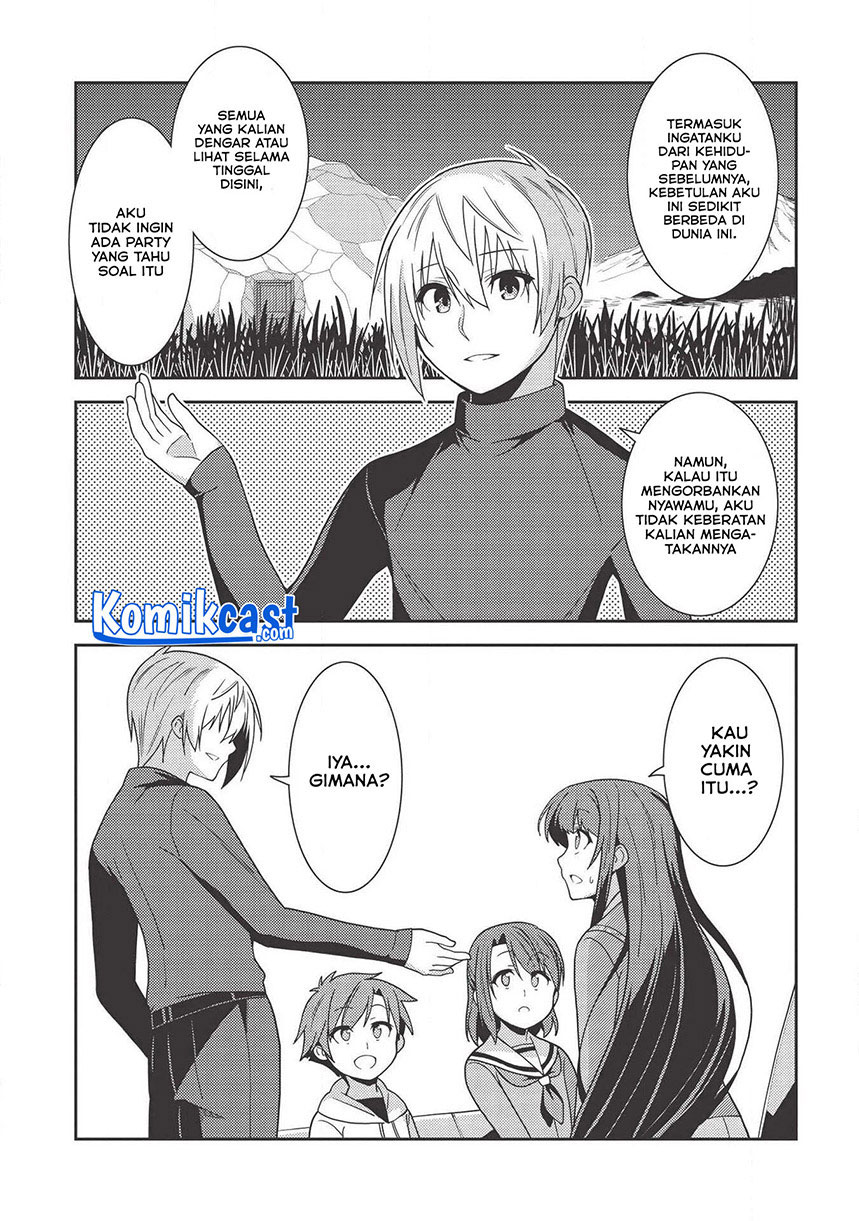 TERMASUK
INGATANKU
DARI KEHIDU-
PAN YANG
SEBELUMNYA,
KEBETULAN AKU
INI SEDIKIT
BERBEDA DI
DUNIA INI.
SEMUA
YANG KALIAN
DENGAR ATAU
LIHAT SELAMA
TINGGAL
DISINI,
AKU
TIDAK INGIN
ADA PARTY
YANG TAHU
SOAL ITU
NAMUN,
KALAU ITU
MENGORBANKAN
NYAWAMU, AKU
TIDAK KEBERATAN
KALIAN MENGA-
TAKANNYA
Komikcast
.com
KAU
YAKIN
CUMA
ITU...?
IYA...
GIMANA?